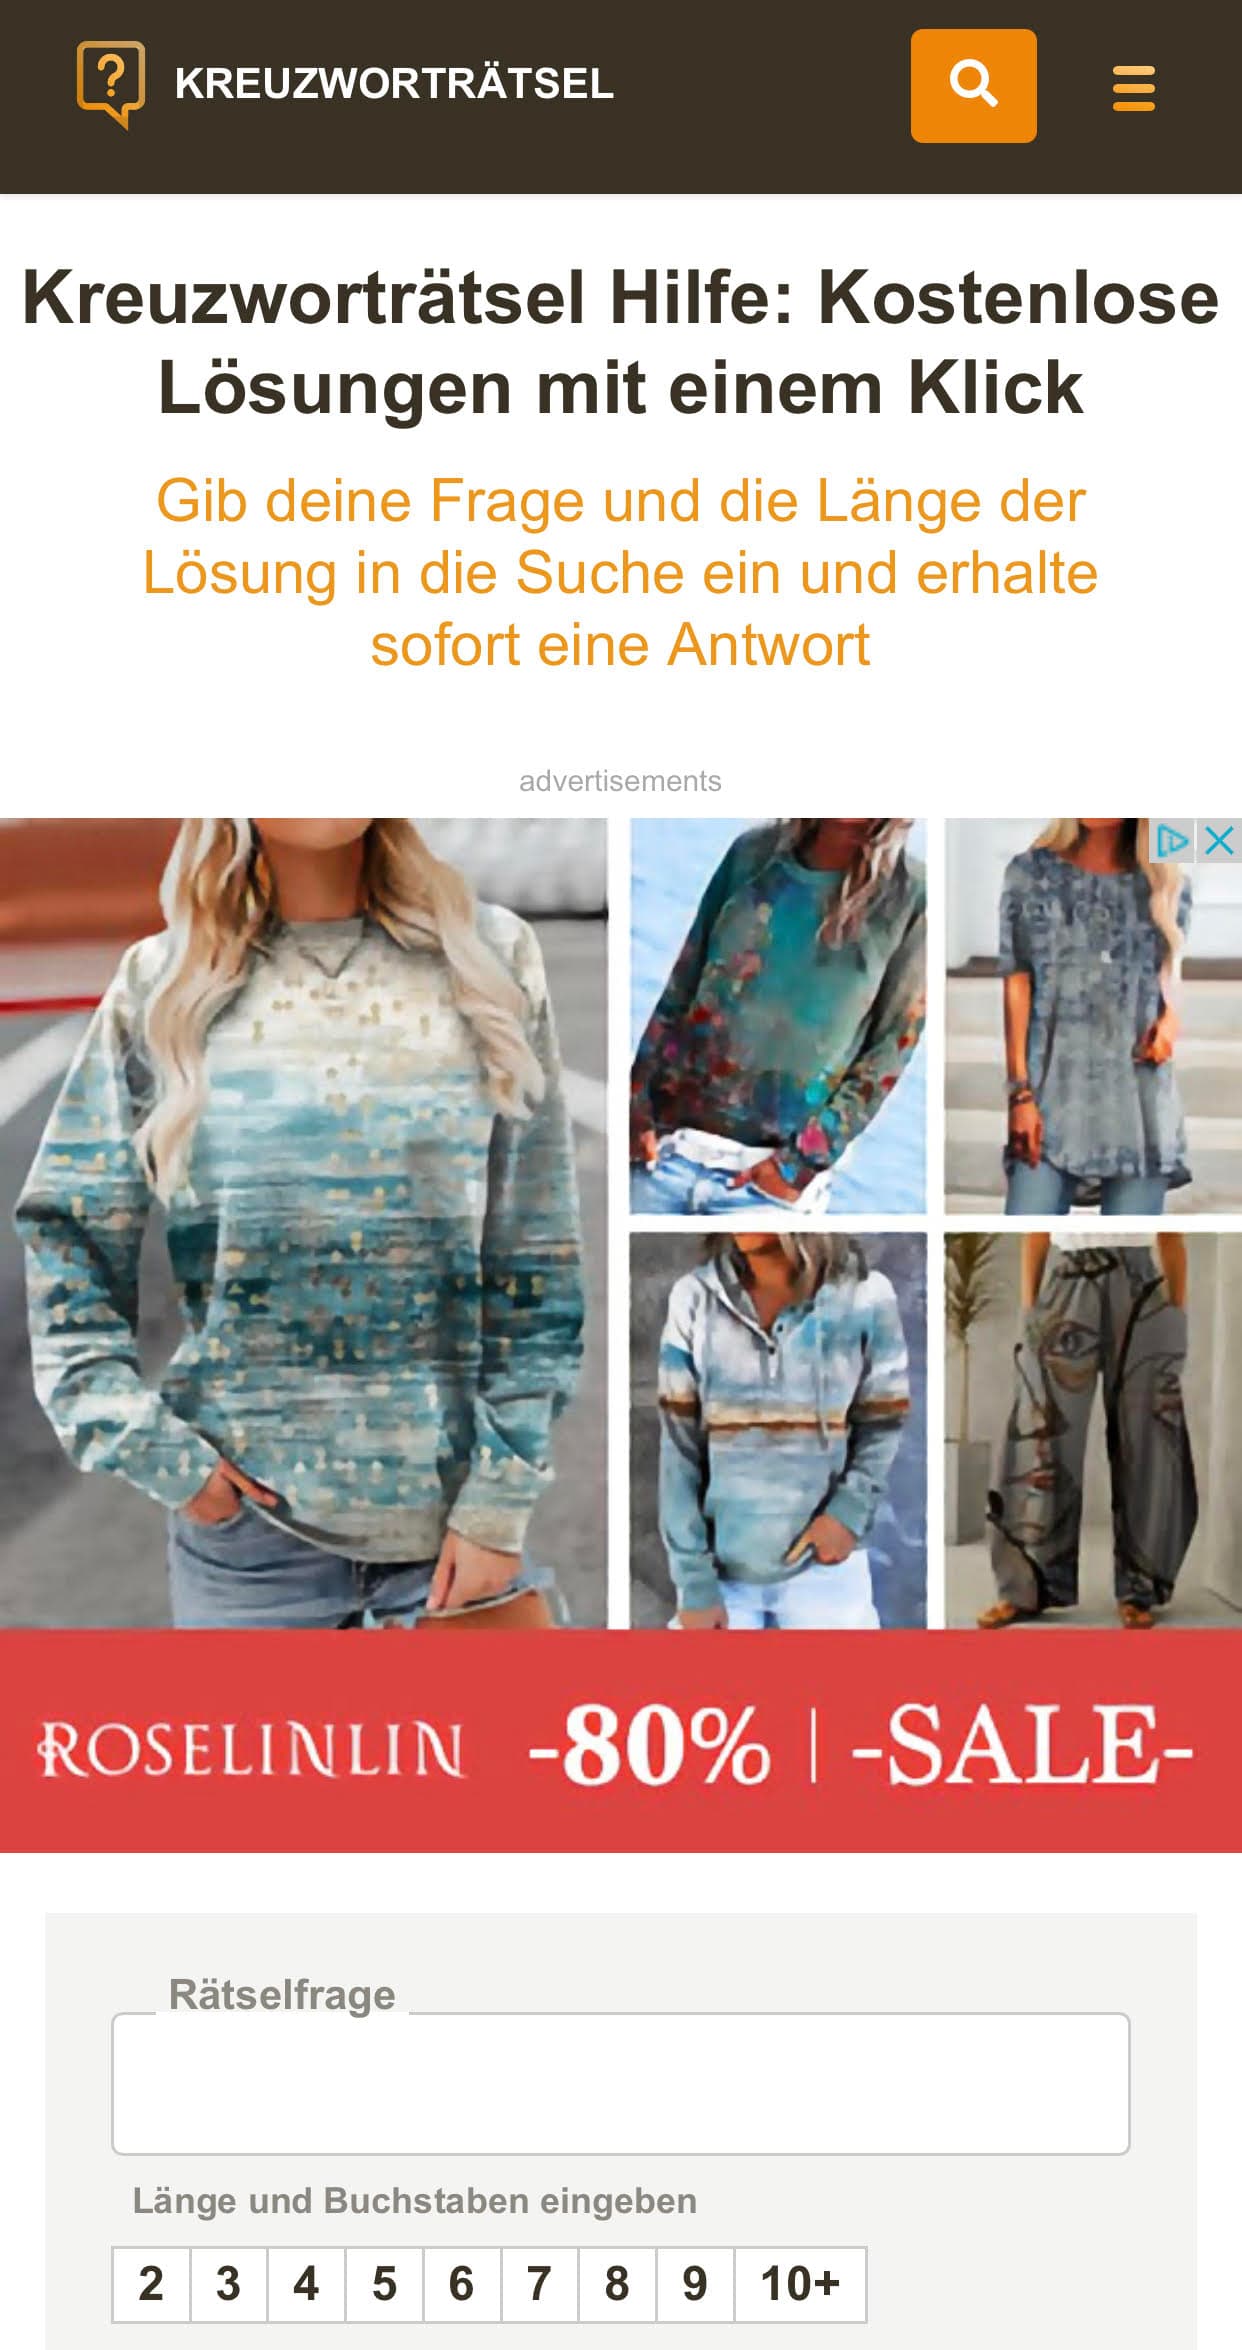 KREUZWORTRÄTSEL
Kreuzworträtsel Hilfe: Kostenlose
Lösungen mit einem Klick
Gib deine Frage und die Länge der
Lösung in die Suche ein und erhalte
sofort eine Antwort
advertisements
ROSELINLIN -80% | -SALE-
Rätselfrage
Länge und Buchstaben eingeben
2 3 4 5 6 7 8 9 10+